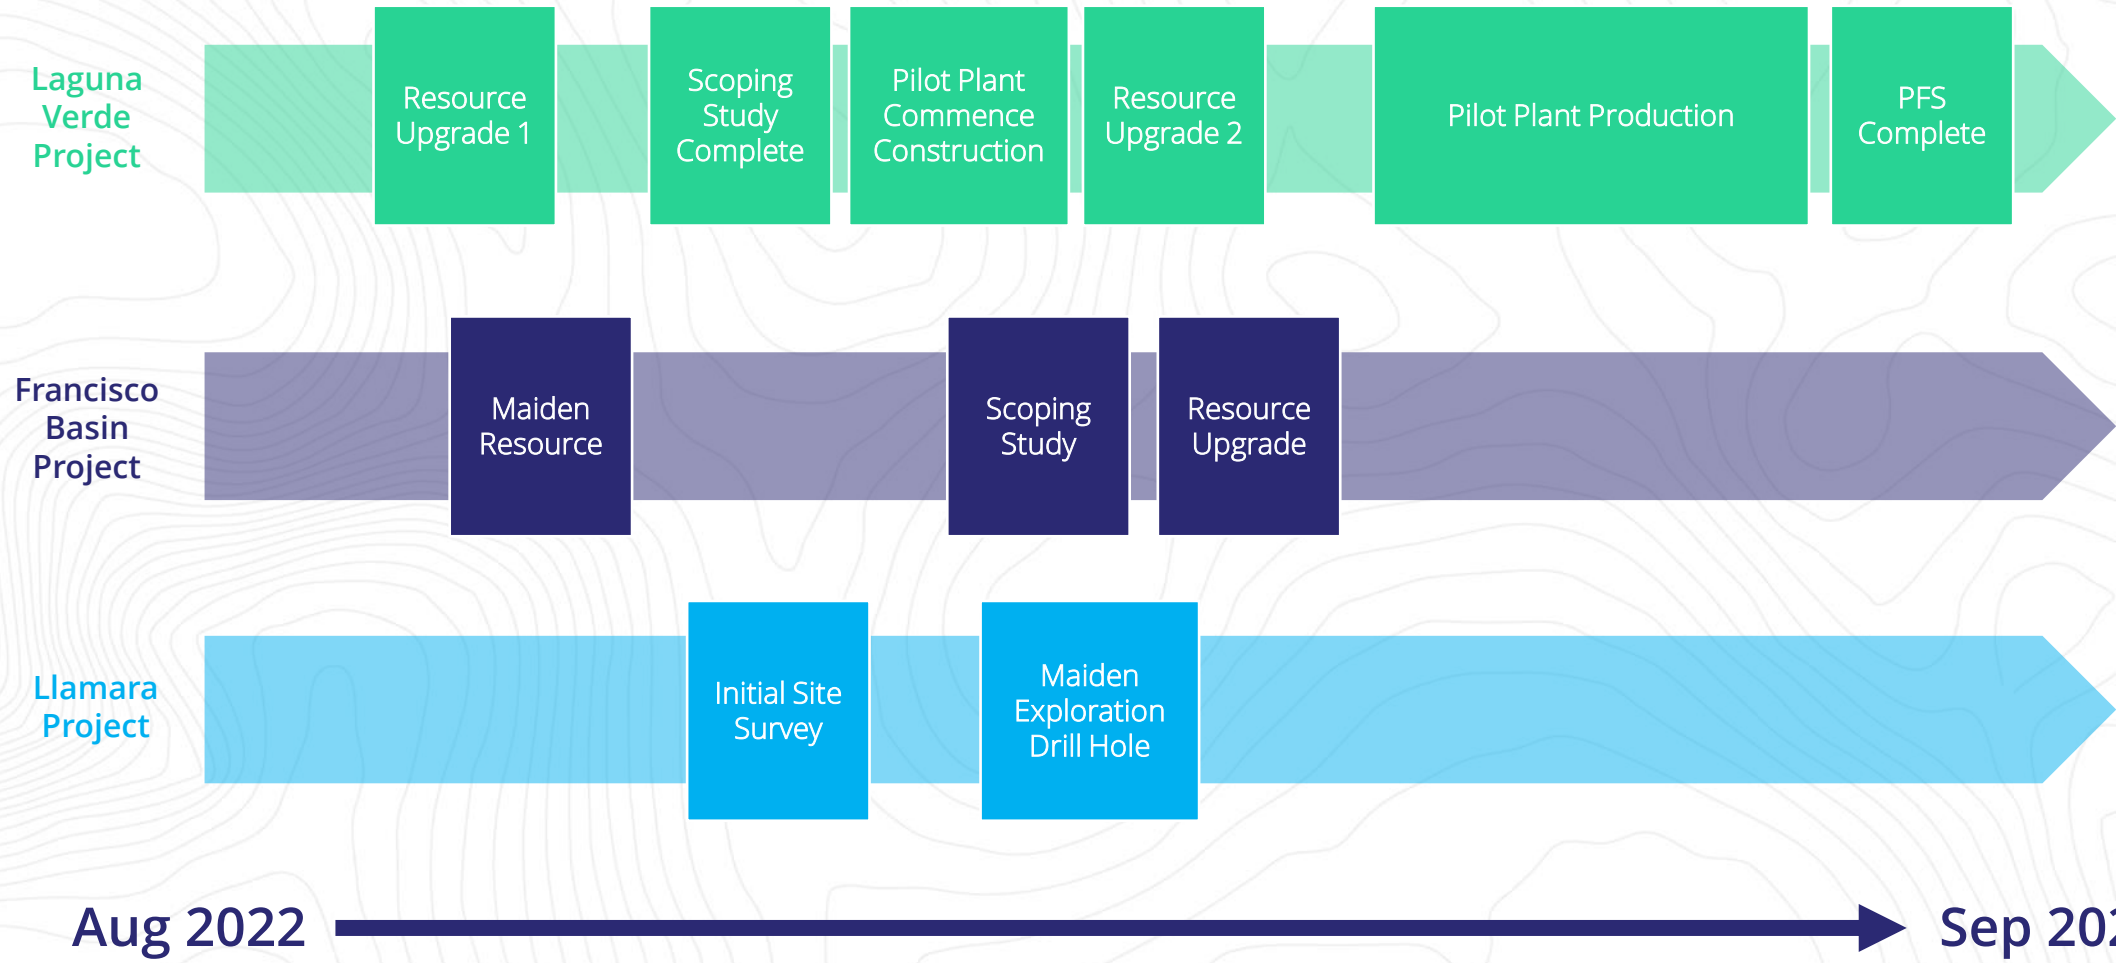 Laguna
Verde
Project
Resource
Upgrade 1
Scoping
Study
Complete
Pilot Plant
Commence
Construction
Resource
Upgrade 2
Pilot Plant Production
PFS
Complete
Francisco
Basin
Project
Maiden
Resource
Scoping
Study
Resource
Upgrade
Llamara
Project
Initial Site
Survey
Maiden
Exploration
Drill Hole
Aug 2022
Sep